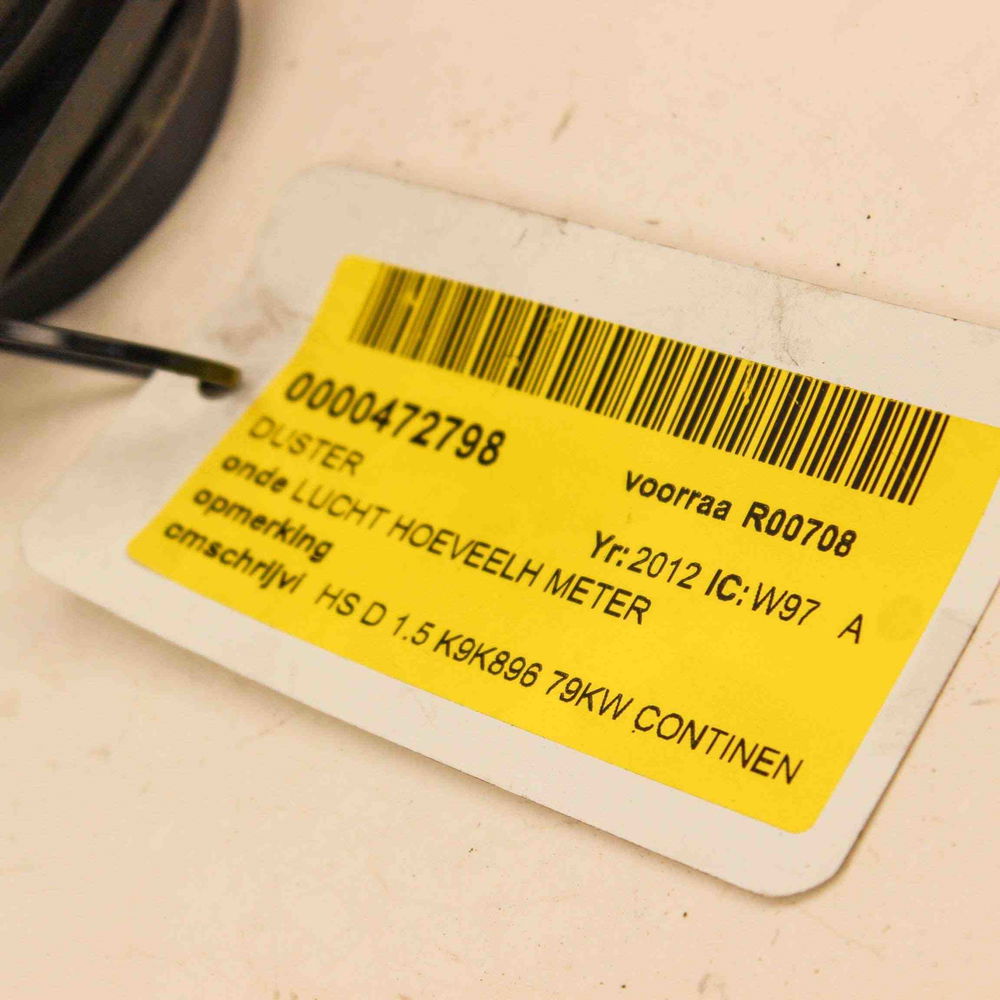 0000472798
voorraa R00708
DUSTER
Yr: 2012 IC: W97 A
onde LUCHT HOEVEELH METER
opmerking
omschrijvi HS D 1.5 K9K896 79KW CONTINEN